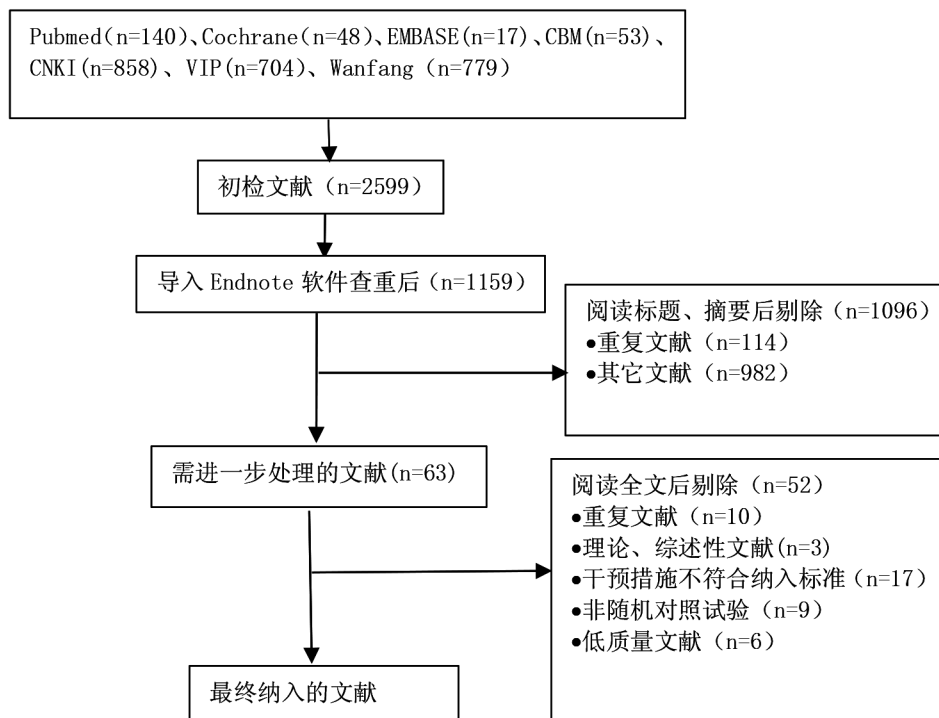 Pubmed(n=140)、Cochrane(n=48)、EMBASE(n=17)、CBM(n=53)、
CNKI(n=858)、VIP(n=704)、Wanfang（n=779）
初检文献（n=2599）
导入 Endnote 软件查重后（n=1159）
阅读标题、摘要后剔除（n=1096）
●重复文献（n=114）
●其它文献（n=982）
需进一步处理的文献(n=63)
阅读全文后剔除（n=52）
●重复文献（n=10）
●理论、综述性文献(n=3)
●干预措施不符合纳入标准（n=17）
●非随机对照试验（n=9）
●低质量文献（n=6）
最终纳入的文献